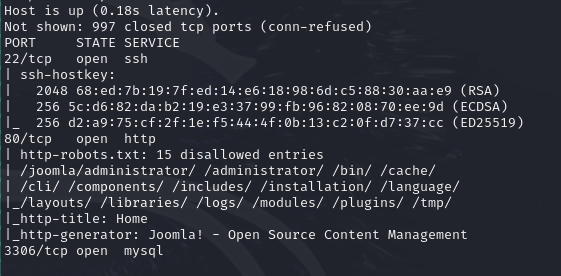 Host is up (0.18s latency).
Not shown: 997 closed tcp ports (conn-refused)
PORT     STATE SERVICE
22/tcp   open  ssh
| ssh-hostkey:
|   2048 68:ed:7b:19:7f:ed:14:e6:18:98:6d:c5:88:30:aa:e9 (RSA)
|   256 5c:d6:82:da:b2:19:e3:37:99:fb:96:82:08:70:ee:9d (ECDSA)
|_  256 d2:a9:75:cf:2f:1e:f5:44:4f:0b:13:c2:0f:d7:37:cc (ED25519)
80/tcp   open  http
| http-robots.txt: 15 disallowed entries
| /joomla/administrator/ /administrator/ /bin/ /cache/
| /cli/ /components/ /includes/ /installation/ /language/
|_/layouts/ /libraries/ /logs/ /modules/ /plugins/ /tmp/
|_http-title: Home
|_http-generator: Joomla! - Open Source Content Management
3306/tcp open  mysql